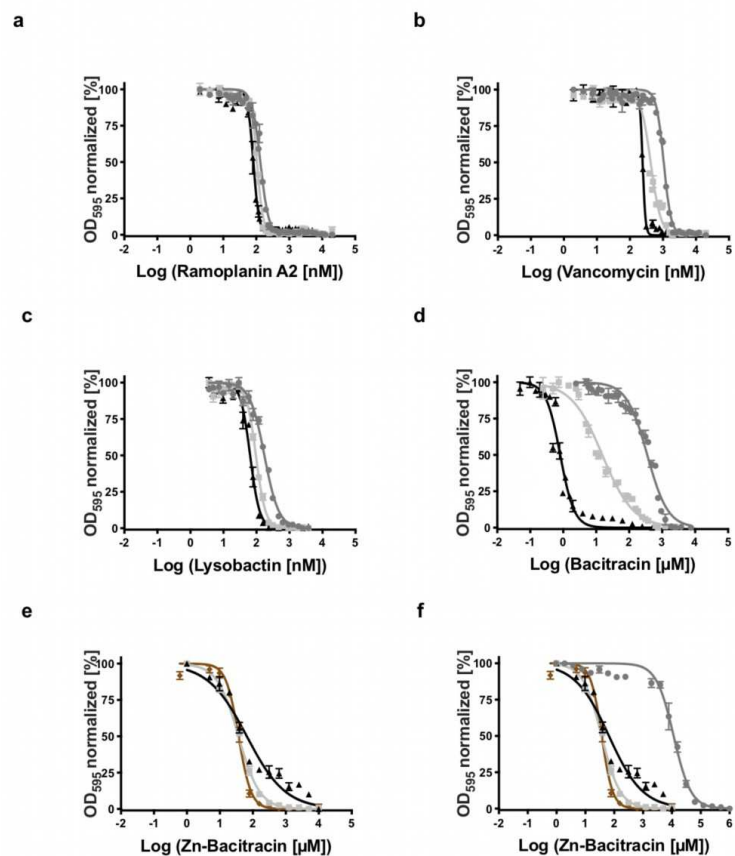 a
b
OD595 normalized [%]
100
75
50
25
0
-2 -1 0 1 2 3 4 5
Log (Ramoplanin A2 [nM])
OD595 normalized [%]
100
75
50
25
0
-2 -1 0 1 2 3 4 5
Log (Vancomycin [nM])
c
d
OD595 normalized [%]
100
75
50
25
0
-2 -1 0 1 2 3 4 5
Log (Lysobactin [nM])
OD595 normalized [%]
100
75
50
25
0
-2 -1 0 1 2 3 4 5
Log (Bacitracin [µM])
e
f
OD595 normalized [%]
100
75
50
25
0
-2 -1 0 1 2 3 4 5
Log (Zn-Bacitracin [µM])
OD595 normalized [%]
100
75
50
25
0
-2 -1 0 1 2 3 4 5 6
Log (Zn-Bacitracin [µM])